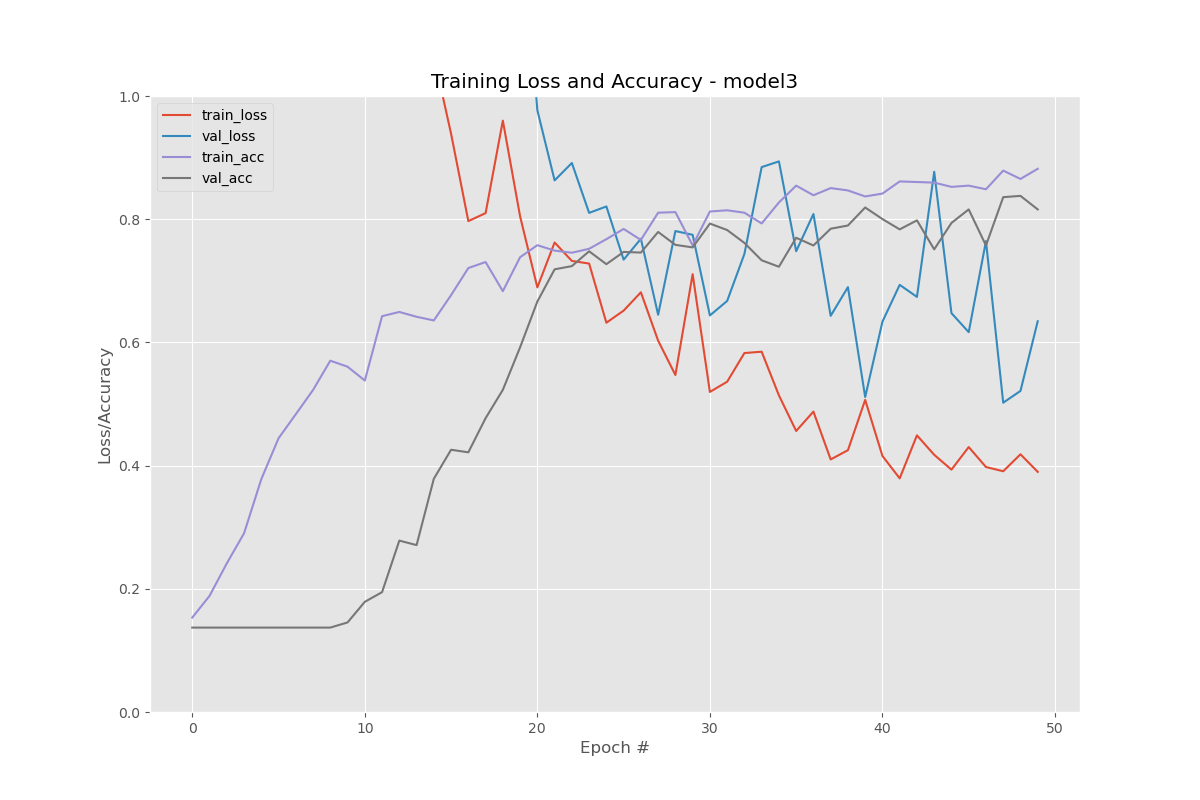 Training Loss and Accuracy - model3
1.0
0.8
0.6
0.4
0.2
0.0
Loss/Accuracy
train_loss
val_loss
train_acc
val_acc
0 10 20 30 40 50
Epoch #